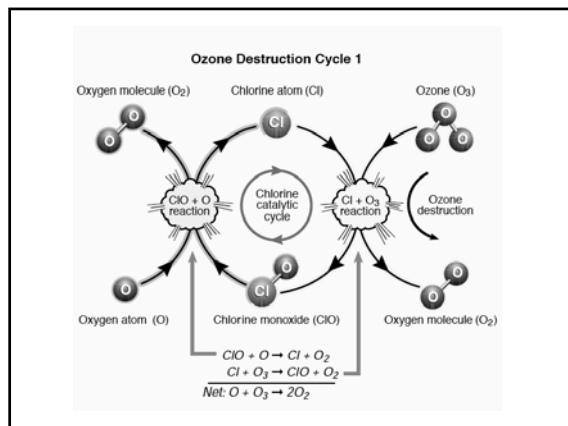 Ozone Destruction Cycle 1
Oxygen molecule (O₂)
Chlorine atom (Cl)
Ozone (O₃)
O
O
Cl
O
O
O
ClO + O
reaction
Chlorine
catalytic
cycle
Cl + O₃
reaction
Ozone
destruction
O
O
Cl
O
O
Oxygen atom (O)
Chlorine monoxide (ClO)
Oxygen molecule (O₂)
ClO + O → Cl + O₂
Cl + O₃ → ClO + O₂
Net: O + O₃ → 2O₂